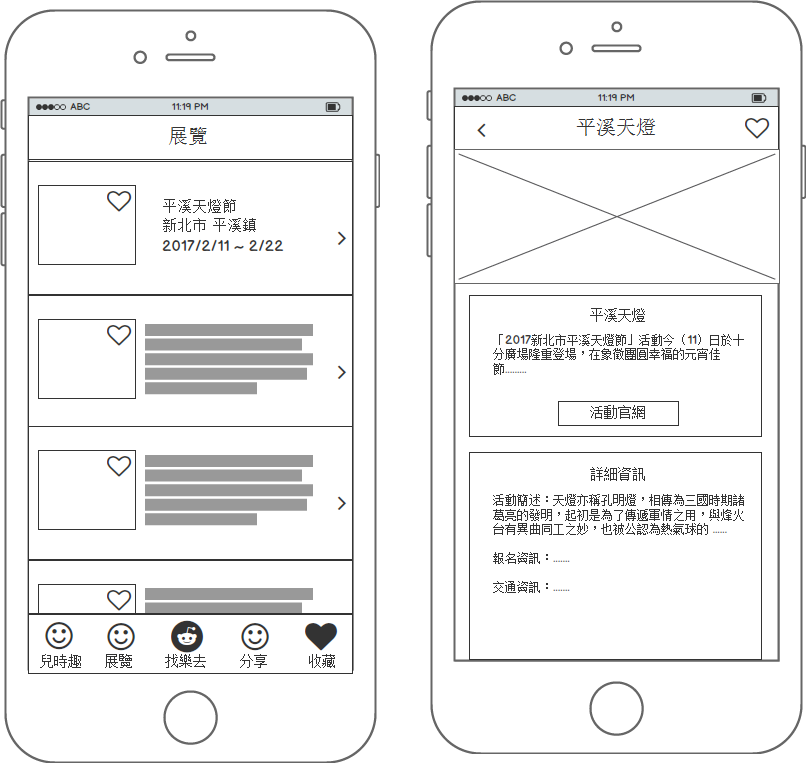 ABC 11:19 PM
展覽
平溪天燈節
新北市 平溪鎮
2017/2/11 ~ 2/22
兒時趣 展覽 找樂去 分享 收藏
ABC 11:19 PM
平溪天燈
平溪天燈
「2017新北市平溪天燈節」活動今（11）日於十
分廣場隆重登場，在象徵團圓幸福的元宵佳
節.........
活動官網
詳細資訊
活動簡述：天燈亦稱孔明燈，相傳為三國時期諸
葛亮的發明，起初是為了傳遞軍情之用，與烽火
台有異曲同工之妙，也被公認為熱氣球的 ......
報名資訊：.......
交通資訊：.......